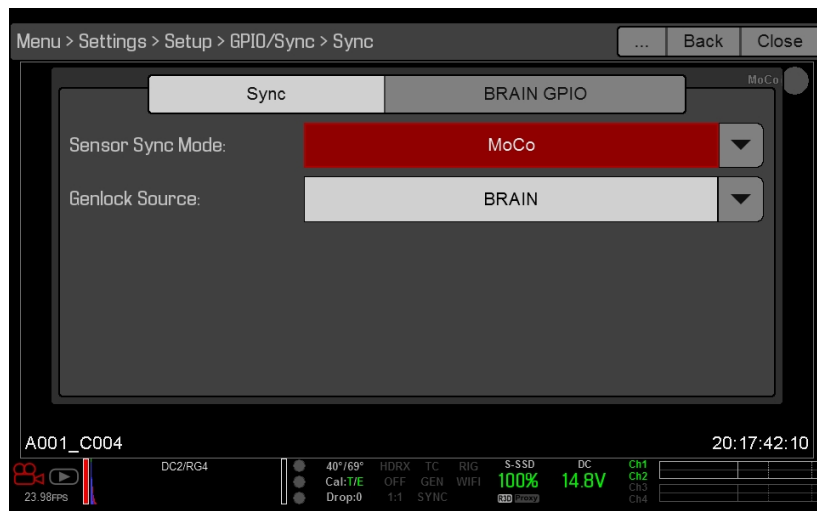 Menu > Settings > Setup > GPIO/Sync > Sync ... Back Close
MoCo
Sync BRAIN GPIO
Sensor Sync Mode: MoCo
Genlock Source: BRAIN
A001_C004 20:17:42:10
DC2/RG4 40°/69° HDRX TC RIG S-SSD DC Ch1
Cal:T/E OFF GEN WIFI 100% 14.8V Ch2
23.98FPS Drop:0 1:1 SYNC R3D Proxy Ch3
Ch4